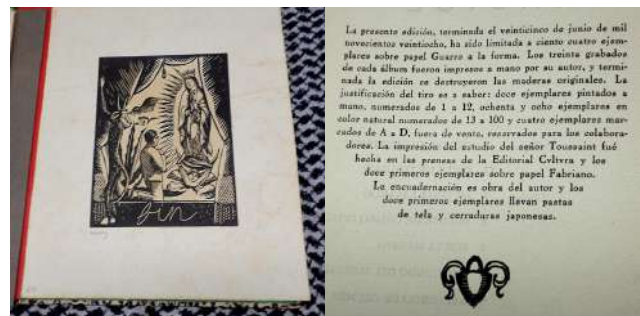 fin
La presente edición, terminada el veinticinco de junio de mil
novecientos veintiocho, ha sido limitada a ciento cuatro ejem-
plares sobre papel Guarro a la forma. Los treinta grabados
de cada álbum fueron impresos a mano por su autor, y termi-
nada la edición se destruyeron las maderas originales. La
justificación del tiro es a saber: doce ejemplares pintados a
mano, numerados de 1 a 12, ochenta y ocho ejemplares en
color natural numerados de 13 a 100 y cuatro ejemplares mar-
cados de A a D, fuera de venta, reservados para los colabora-
dores. La impresión del estudio del señor Toussaint fué
hecha en las prensas de la Editorial Cvltvra y los
doce primeros ejemplares sobre papel Fabriano.
La encuadernación es obra del autor y los
doce primeros ejemplares llevan pastas
de tela y cerraduras japonesas.